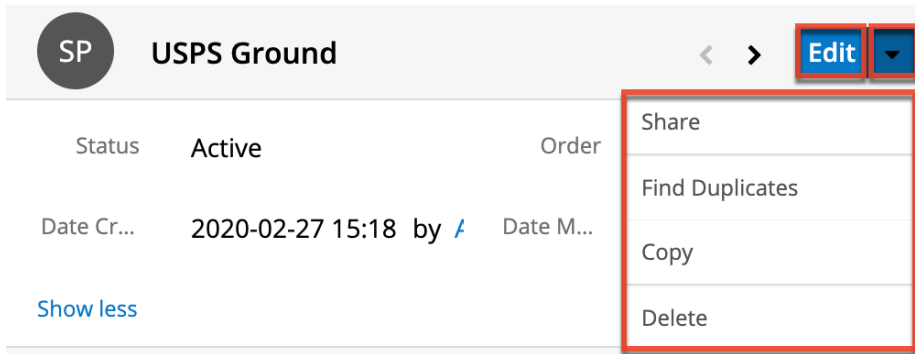 SP USPS Ground Edit
Share
Status Active Order
Find Duplicates
Date Cr... 2020-02-27 15:18 by Date M...
Copy
Show less
Delete